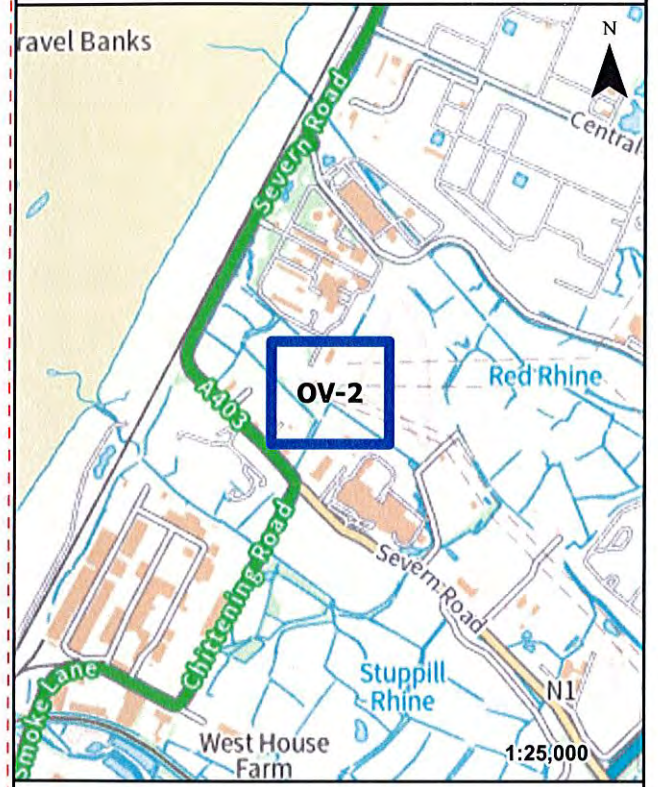 ravel Banks
N
Severn Road
Central
Red Rhine
OV-2
A403
Chittening Road
Severn Road
Stuppill
Rhine
N1
Smoke Lane
West House
Farm
1:25,000